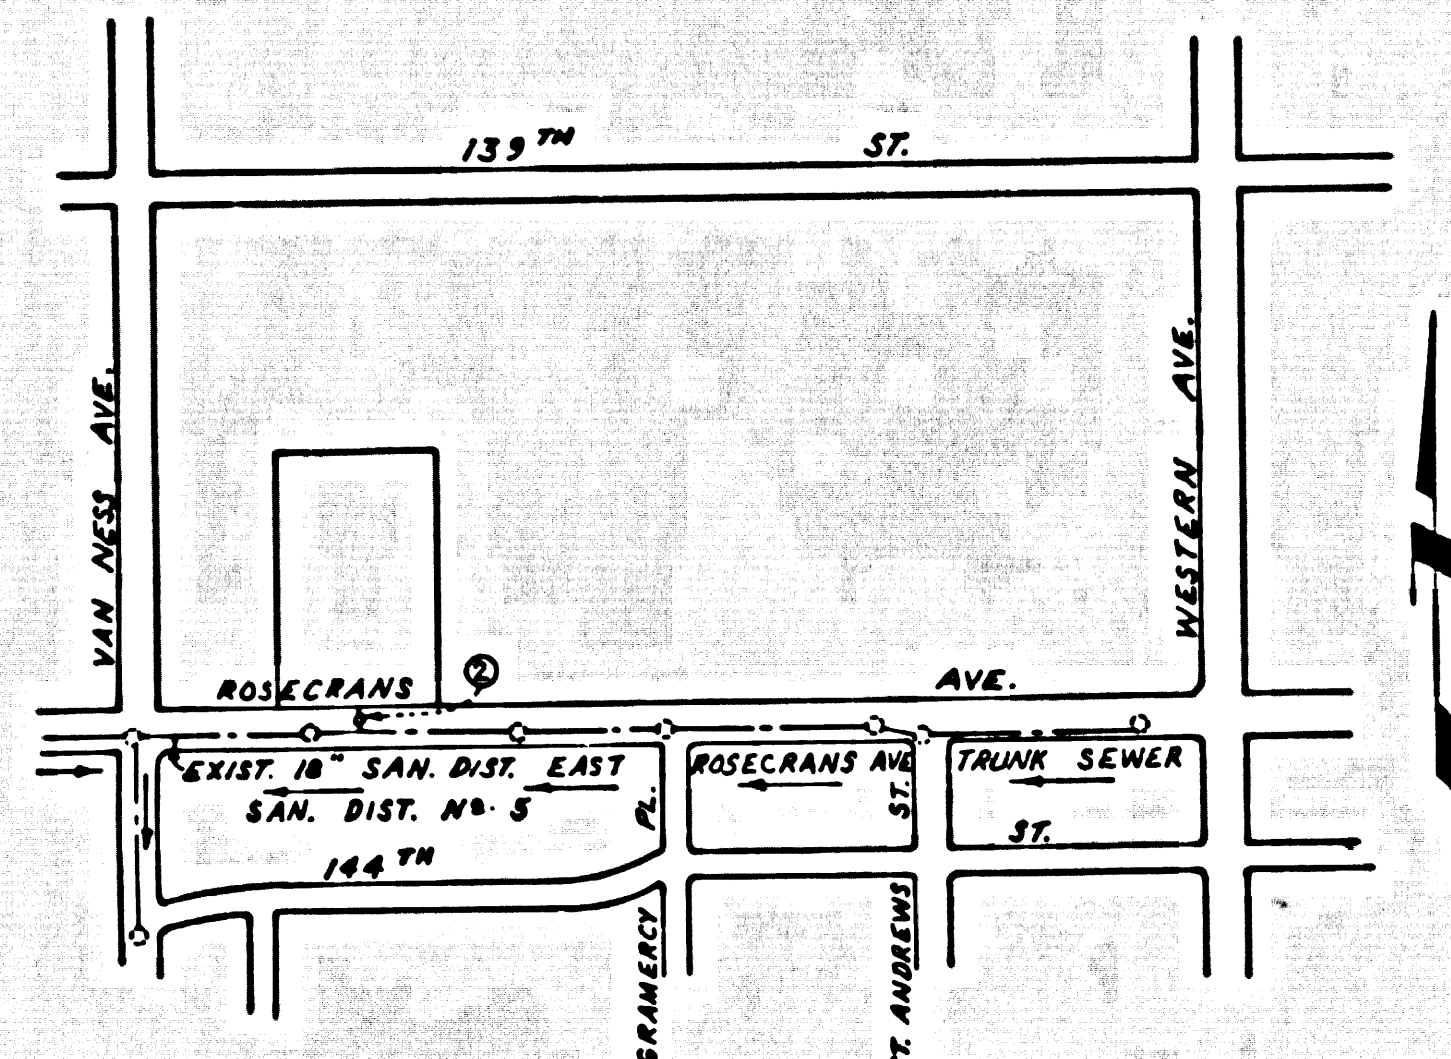 139TH ST.
VAN NESS AVE.
WESTERN AVE.
2
ROSECRANS AVE.
EXIST. 18" SAN. DIST. EAST ROSECRANS AVE TRUNK SEWER
SAN. DIST. No. 5
144TH ST.
GRAMERCY PL.
ST. ANDREWS ST.